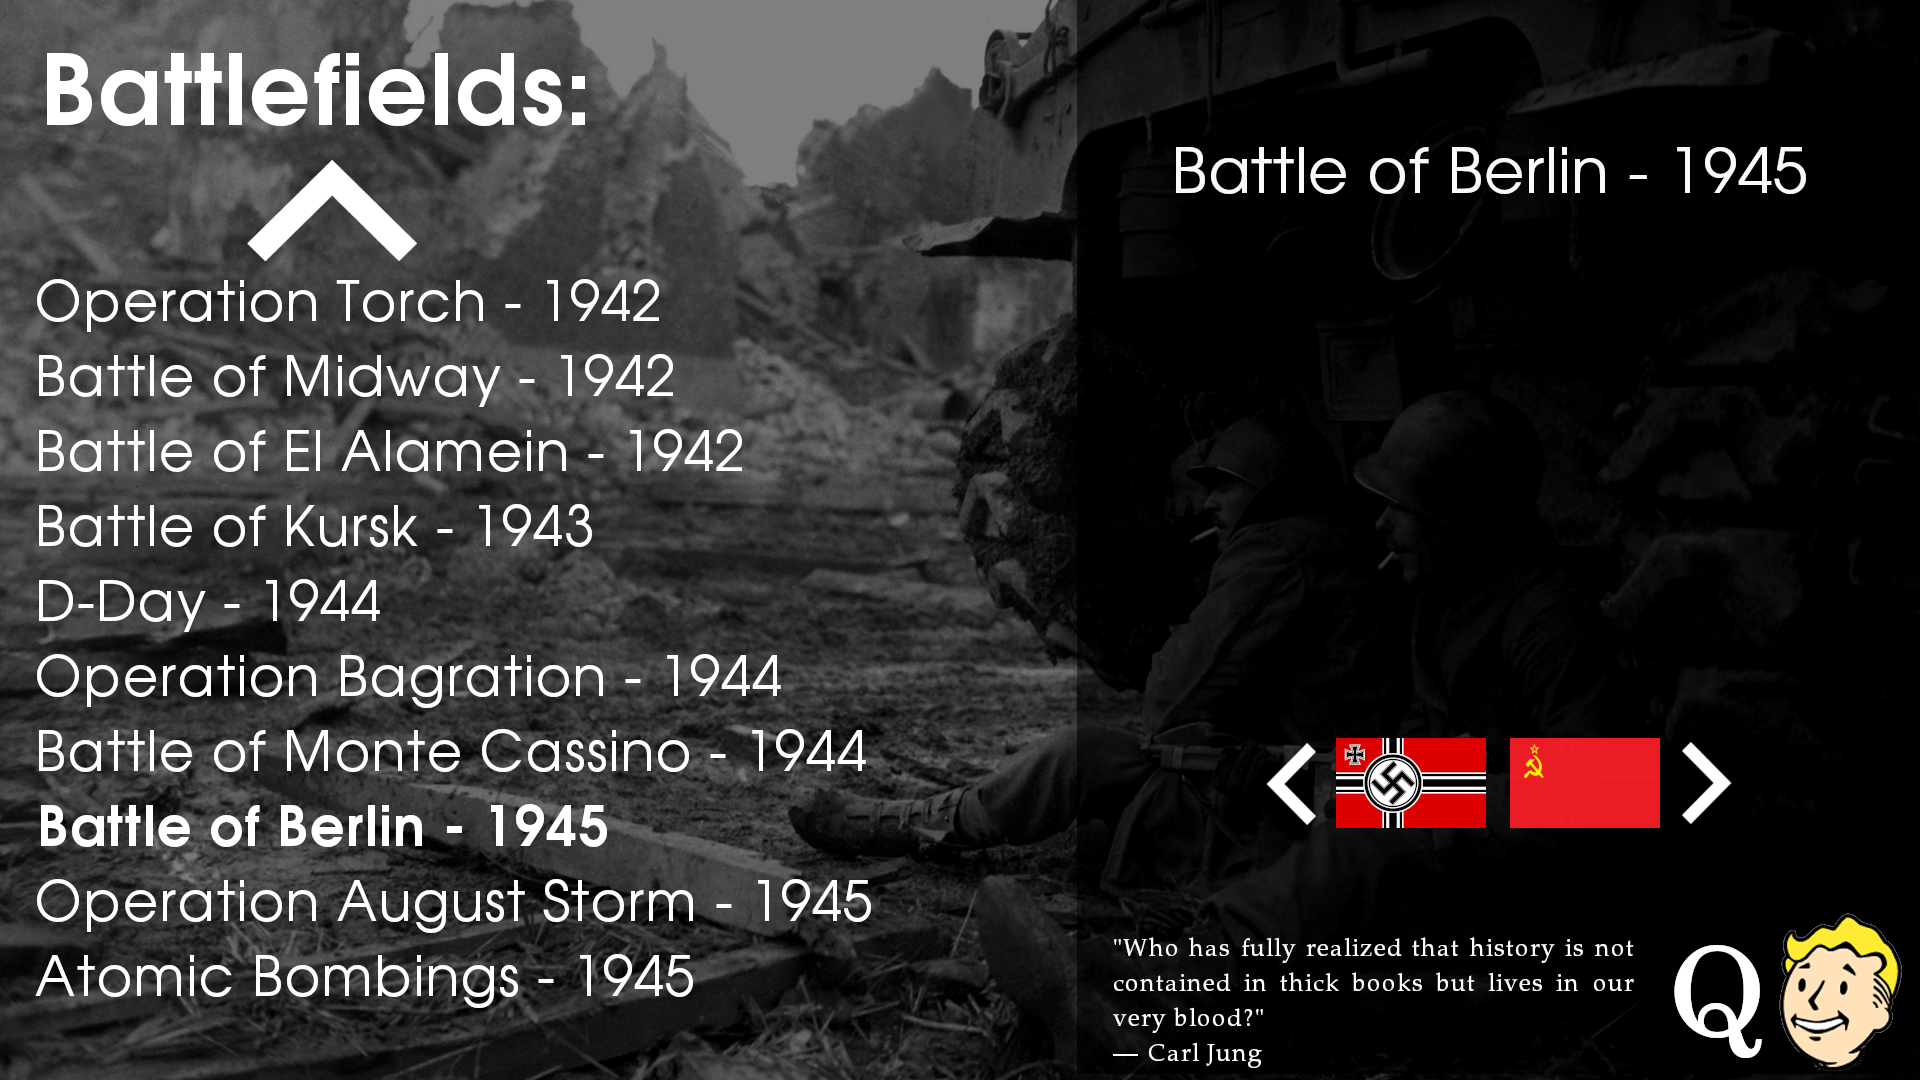 Battlefields:
Operation Torch - 1942
Battle of Midway - 1942
Battle of El Alamein - 1942
Battle of Kursk - 1943
D-Day - 1944
Operation Bagration - 1944
Battle of Monte Cassino - 1944
Battle of Berlin - 1945
Operation August Storm - 1945
Atomic Bombings - 1945
Battle of Berlin - 1945
"Who has fully realized that history is not
contained in thick books but lives in our
very blood?"
— Carl Jung
Q